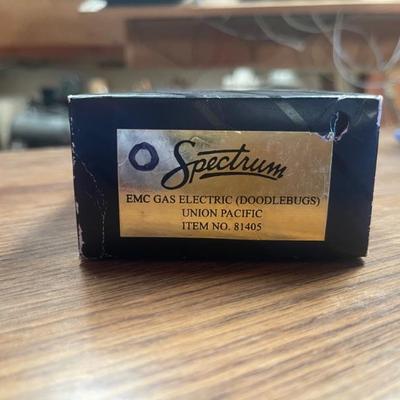 Spectrum
EMC GAS ELECTRIC (DOODLEBUGS)
UNION PACIFIC
ITEM NO. 81405